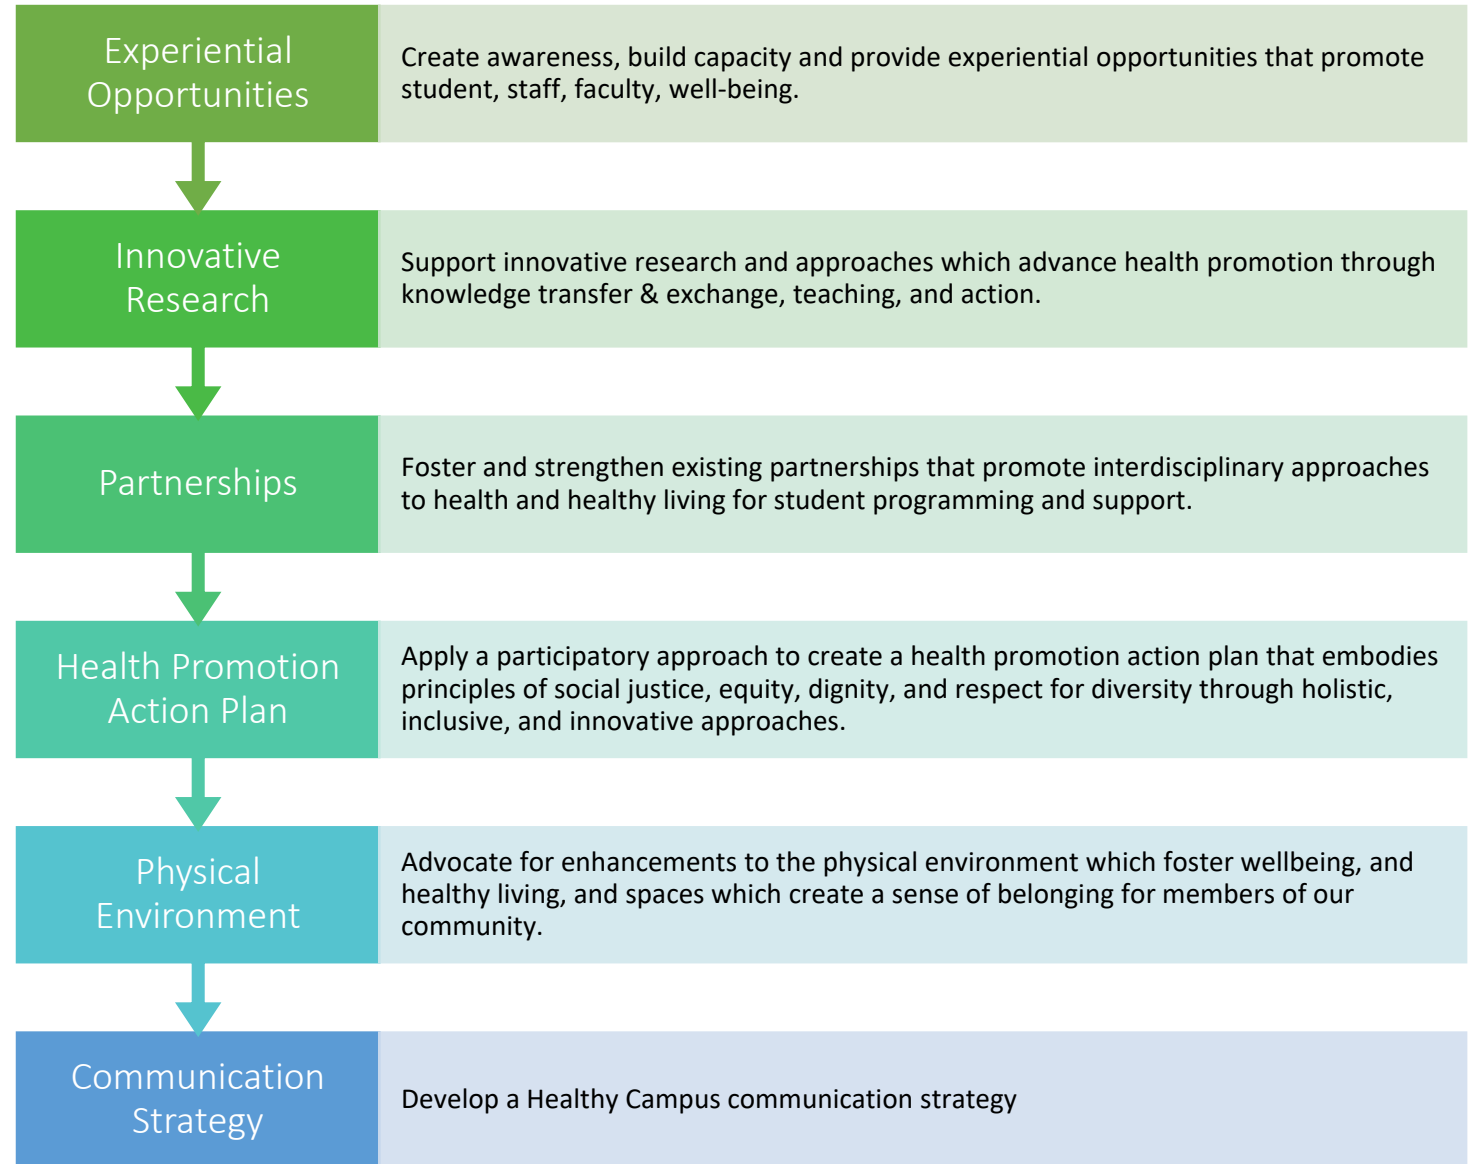 Experiential
Opportunities
Create awareness, build capacity and provide experiential opportunities that promote
student, staff, faculty, well-being.
Innovative
Research
Support innovative research and approaches which advance health promotion through
knowledge transfer & exchange, teaching, and action.
Partnerships
Foster and strengthen existing partnerships that promote interdisciplinary approaches
to health and healthy living for student programming and support.
Health Promotion
Action Plan
Apply a participatory approach to create a health promotion action plan that embodies
principles of social justice, equity, dignity, and respect for diversity through holistic,
inclusive, and innovative approaches.
Physical
Environment
Advocate for enhancements to the physical environment which foster wellbeing, and
healthy living, and spaces which create a sense of belonging for members of our
community.
Communication
Strategy
Develop a Healthy Campus communication strategy